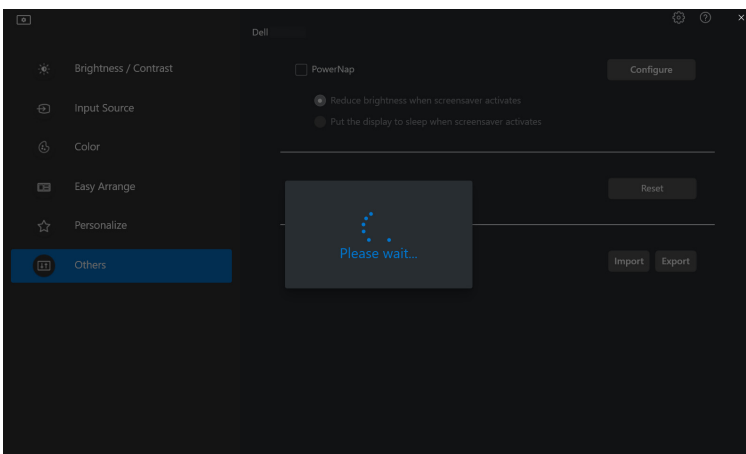 Dell
Brightness / Contrast
Input Source
Color
Easy Arrange
Personalize
Others
PowerNap
Configure
Reduce brightness when screensaver activates
Put the display to sleep when screensaver activates
Reset
Please wait...
Import Export